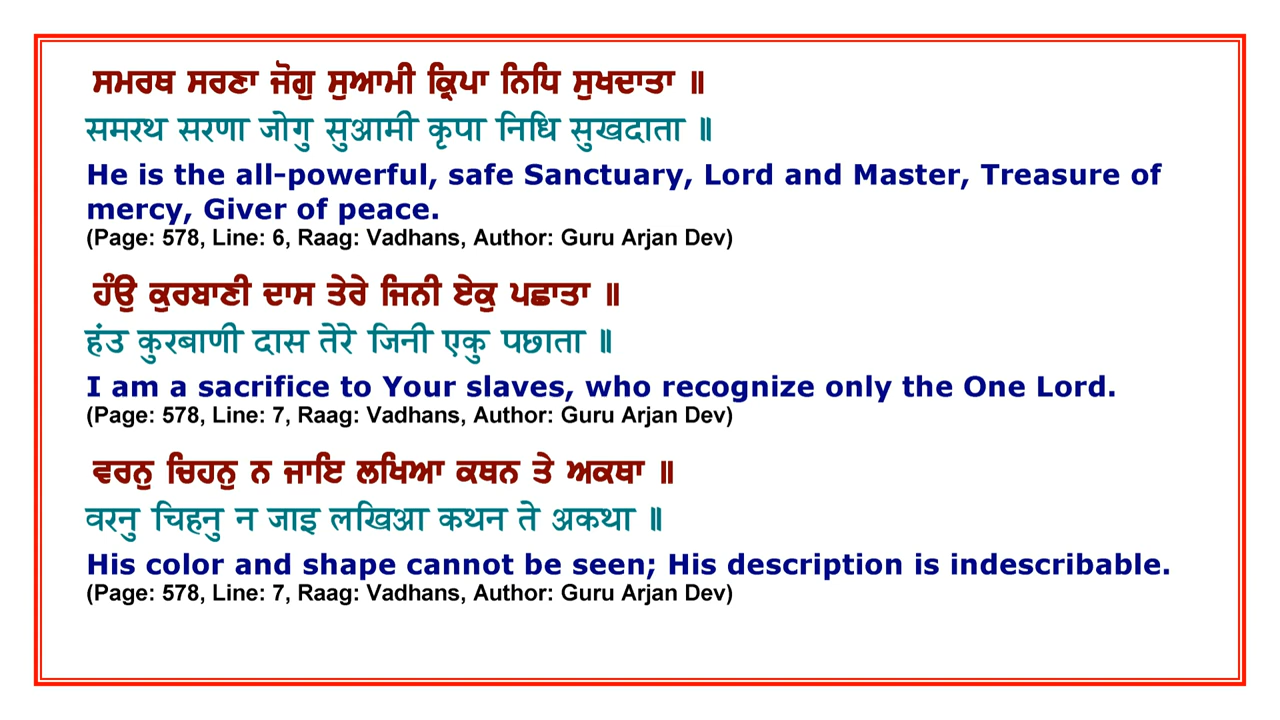 ਸਮਰਥ ਸਰਣਾ ਜੋਗੁ ਸੁਆਮੀ ਕ੍ਰਿਪਾ ਨਿਧਿ ਸੁਖਦਾਤਾ ॥
समरथ सरणा जोगु सुआमी कृपा निधि सुखदाता ॥
He is the all-powerful, safe Sanctuary, Lord and Master, Treasure of
mercy, Giver of peace.
(Page: 578, Line: 6, Raag: Vadhans, Author: Guru Arjan Dev)
ਹੰਉ ਕੁਰਬਾਣੀ ਦਾਸ ਤੇਰੇ ਜਿਨੀ ਏਕੁ ਪਛਾਤਾ ॥
हंउ कुरबाणी दास तेरे जिनी एकु पछाता ॥
I am a sacrifice to Your slaves, who recognize only the One Lord.
(Page: 578, Line: 7, Raag: Vadhans, Author: Guru Arjan Dev)
ਵਰਨੁ ਚਿਹਨੁ ਨ ਜਾਇ ਲਖਿਆ ਕਥਨ ਤੇ ਅਕਥਾ ॥
वरनु चिहनु न जाइ लखिआ कथन ते अकथा ॥
His color and shape cannot be seen; His description is indescribable.
(Page: 578, Line: 7, Raag: Vadhans, Author: Guru Arjan Dev)